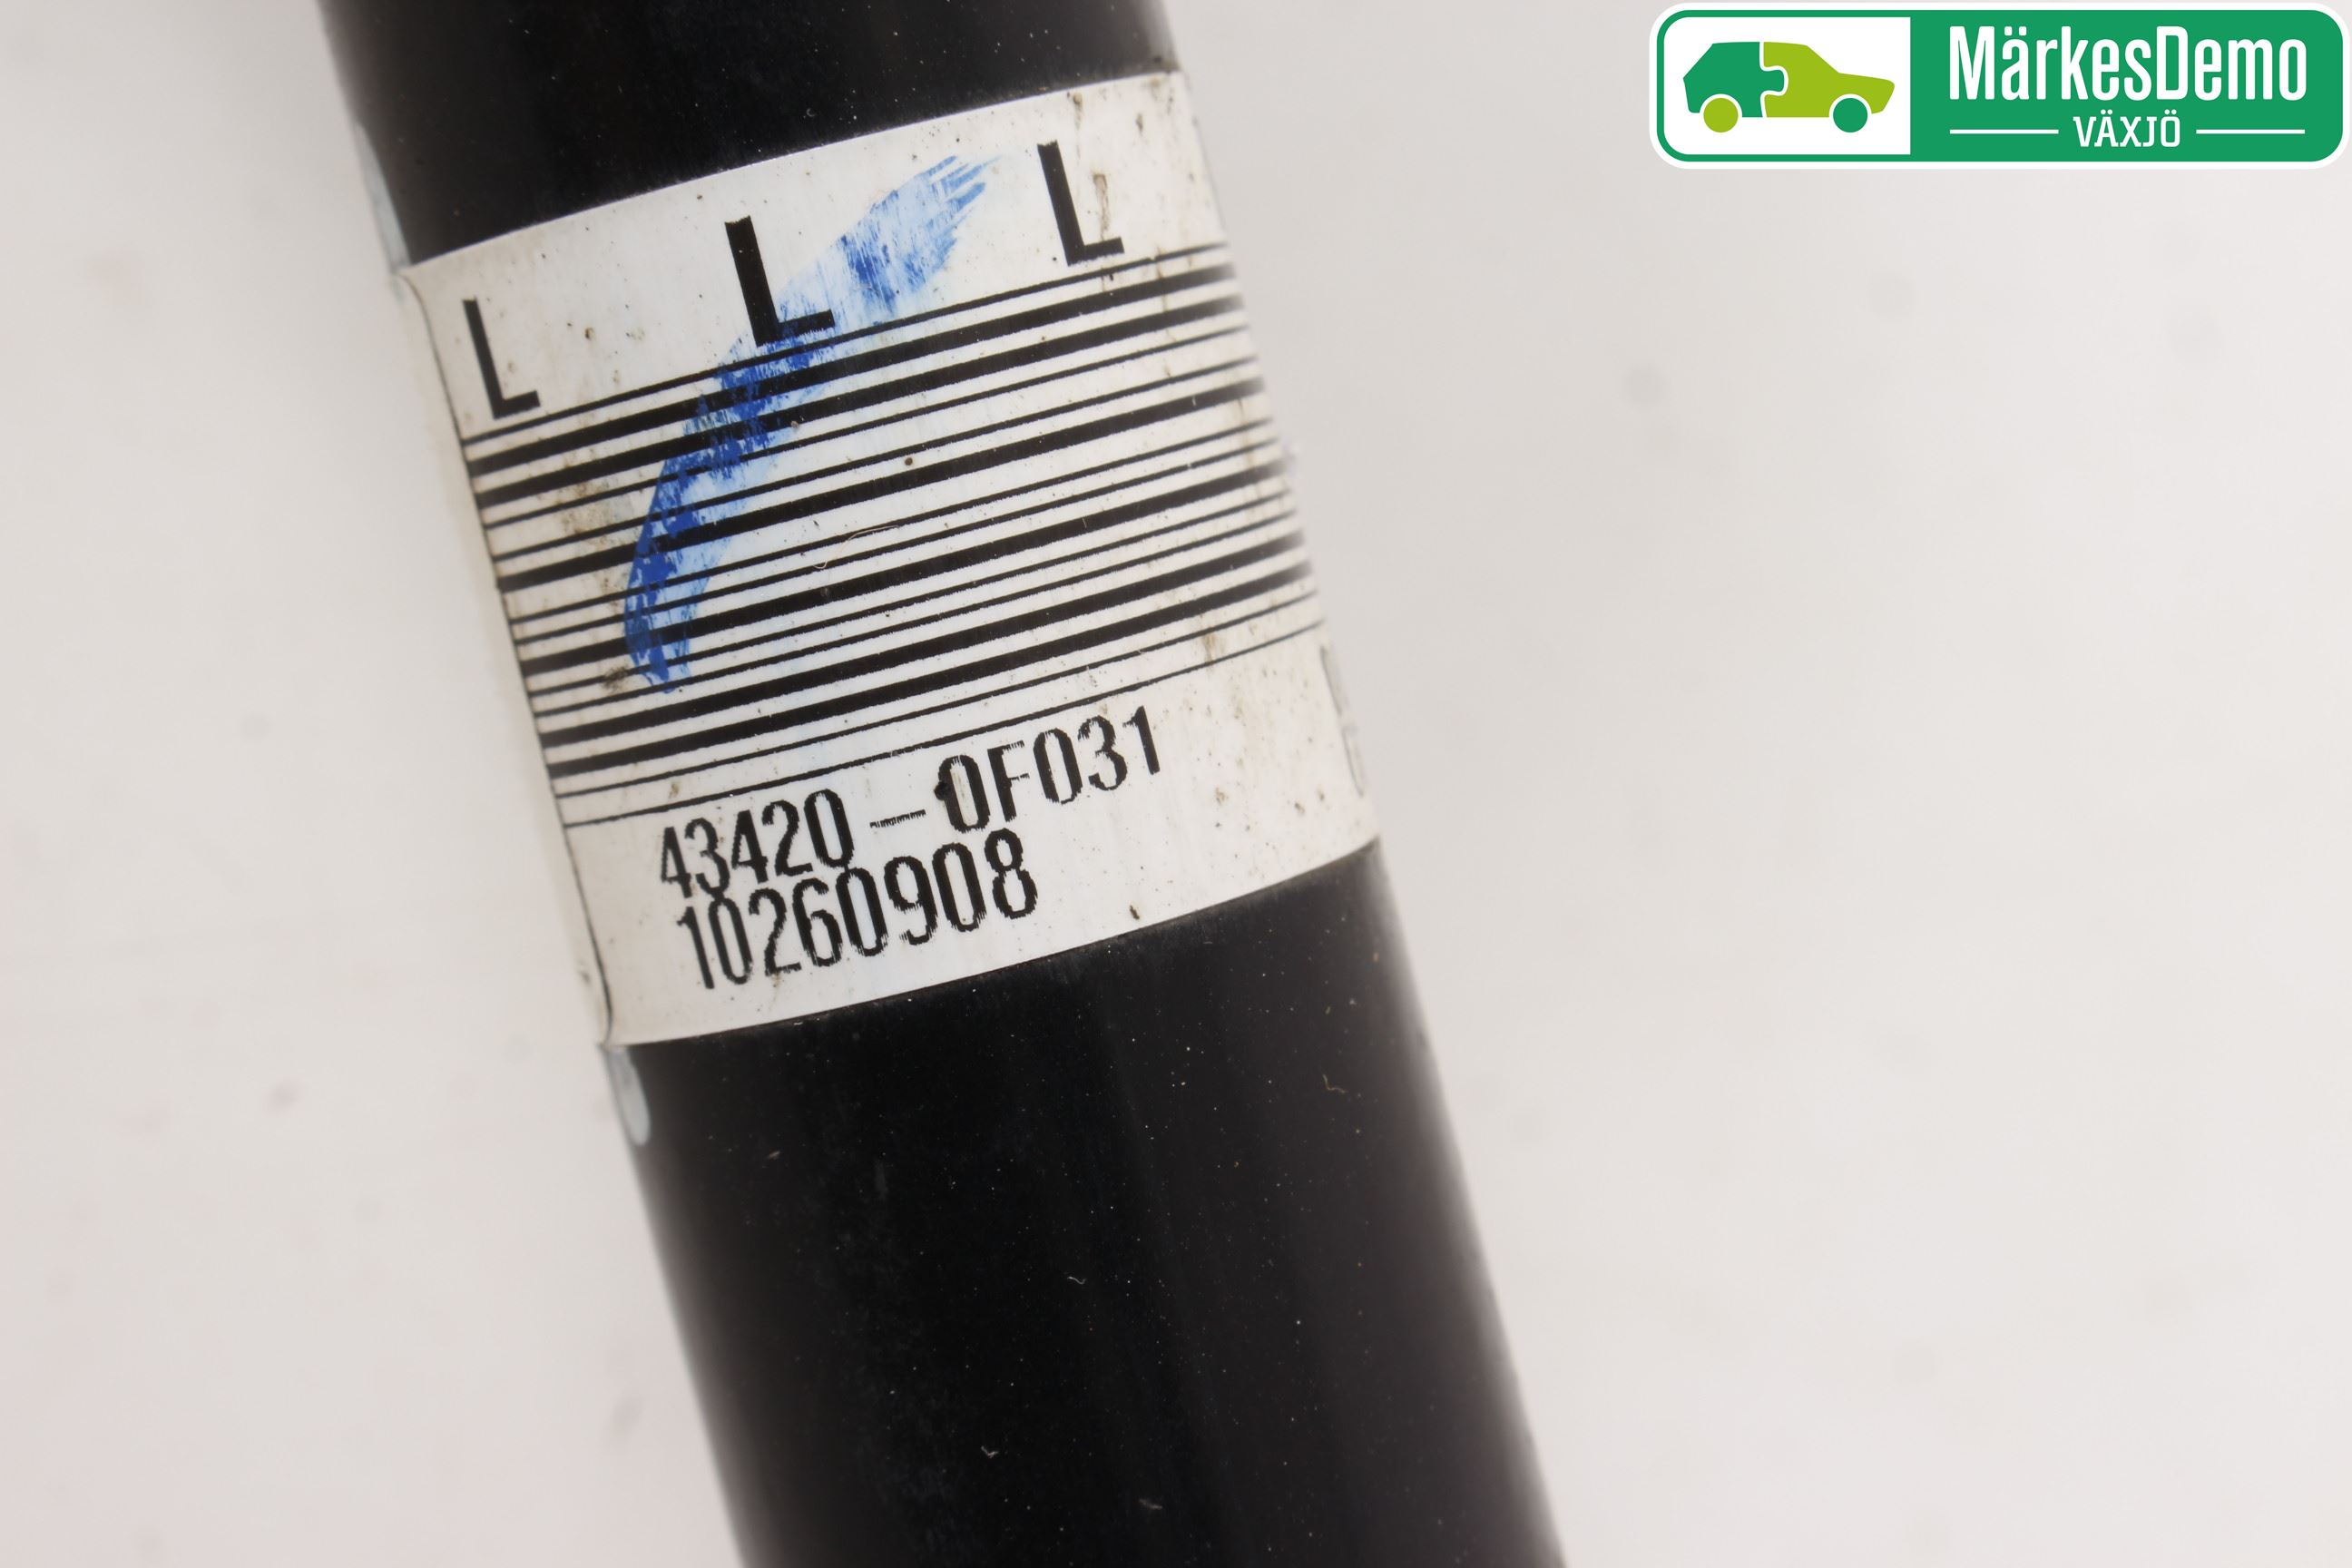 MärkesDemo
VÄXJÖ
L L L
43420-0F031
10260908